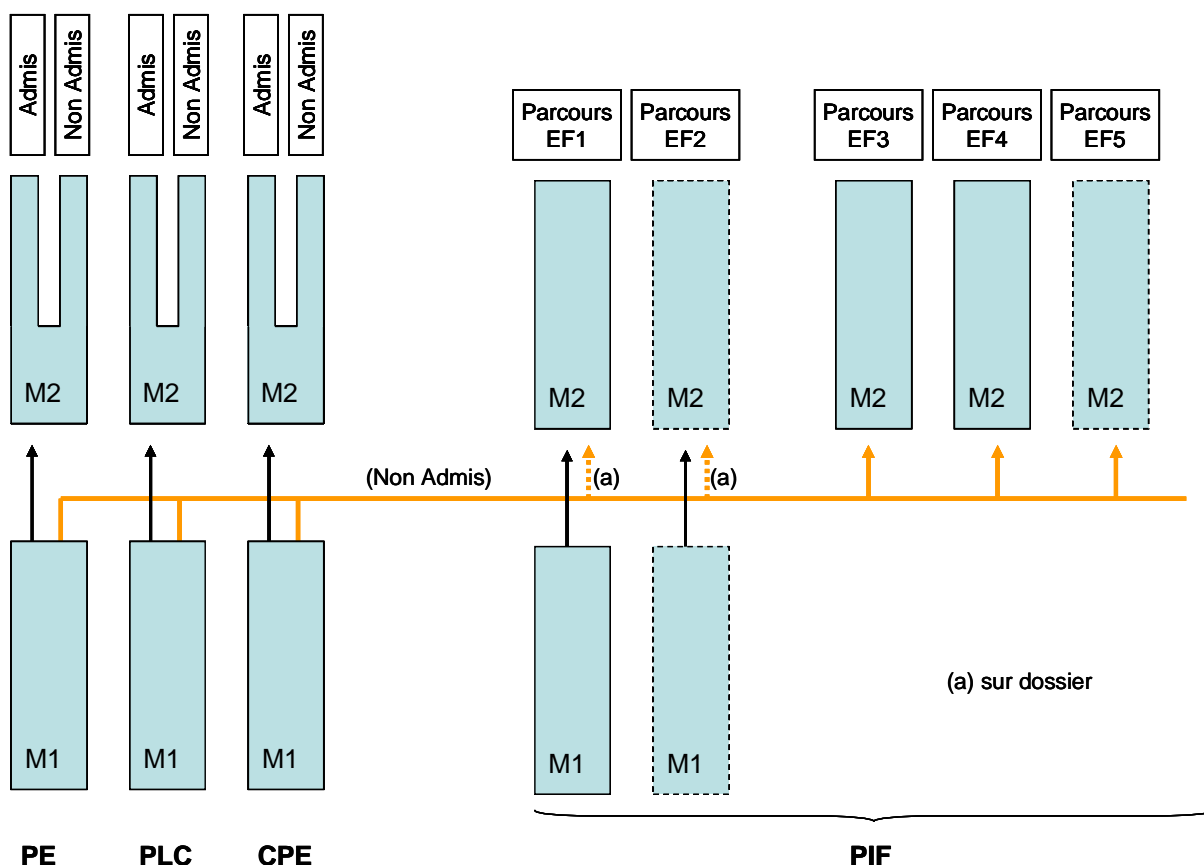 Admis
Non Admis
Admis
Non Admis
Admis
Non Admis
Parcours
EF1
Parcours
EF2
Parcours
EF3
Parcours
EF4
Parcours
EF5
M2
M2
M2
M2
M2
M2
M2
M2
(Non Admis)
(a)
(a)
(a) sur dossier
M1
M1
M1
M1
M1
PE
PLC
CPE
PIF